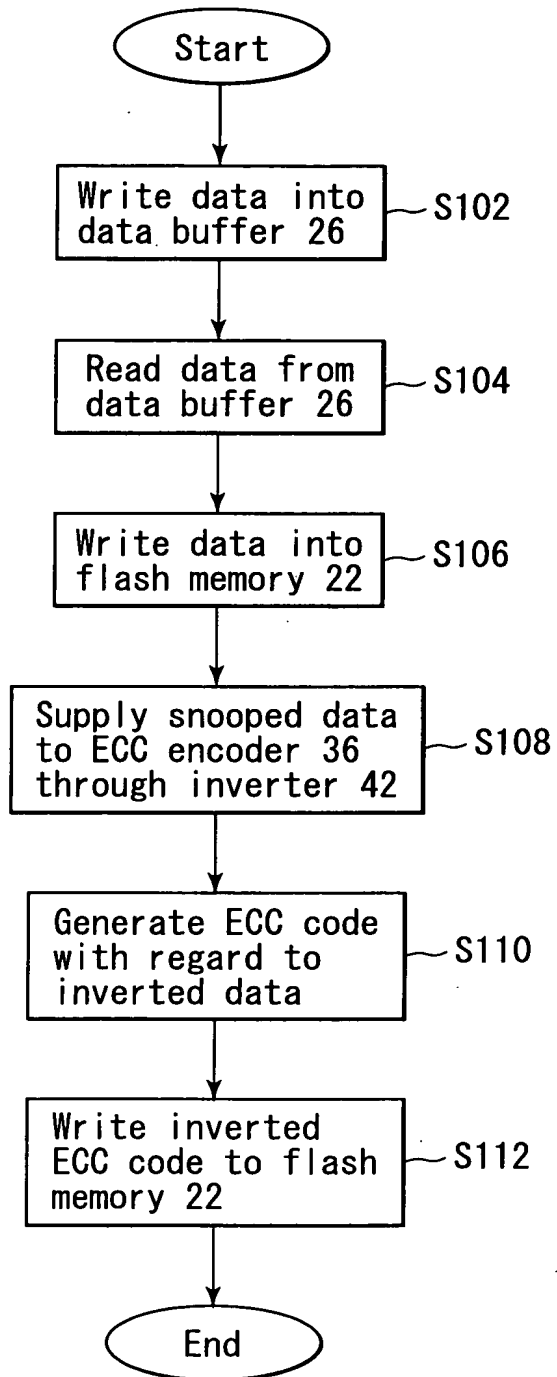 Start
Write data into
data buffer 26
S102
Read data from
data buffer 26
S104
Write data into
flash memory 22
S106
Supply snooped data
to ECC encoder 36
through inverter 42
S108
Generate ECC code
with regard to
inverted data
S110
Write inverted
ECC code to flash
memory 22
S112
End